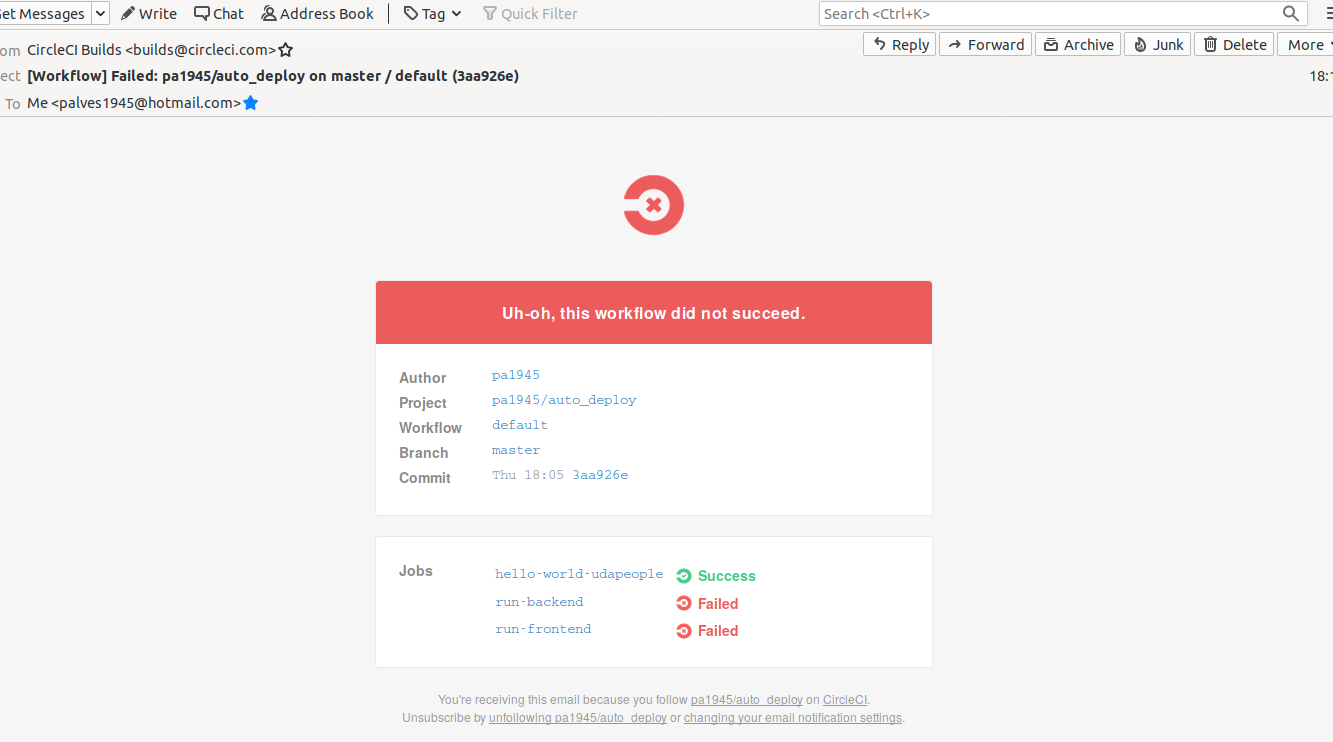 Get Messages Write Chat Address Book Tag Quick Filter Search <Ctrl+K>
om CircleCI Builds <builds@circleci.com> Reply Forward Archive Junk Delete More
ect [Workflow] Failed: pa1945/auto_deploy on master / default (3aa926e) 18:1
To Me <palves1945@hotmail.com>
Uh-oh, this workflow did not succeed.
Author pa1945
Project pa1945/auto_deploy
Workflow default
Branch master
Commit Thu 18:05 3aa926e
Jobs hello-world-udapeople Success
run-backend Failed
run-frontend Failed
You're receiving this email because you follow pa1945/auto_deploy on CircleCI.
Unsubscribe by unfollowing pa1945/auto_deploy or changing your email notification settings.